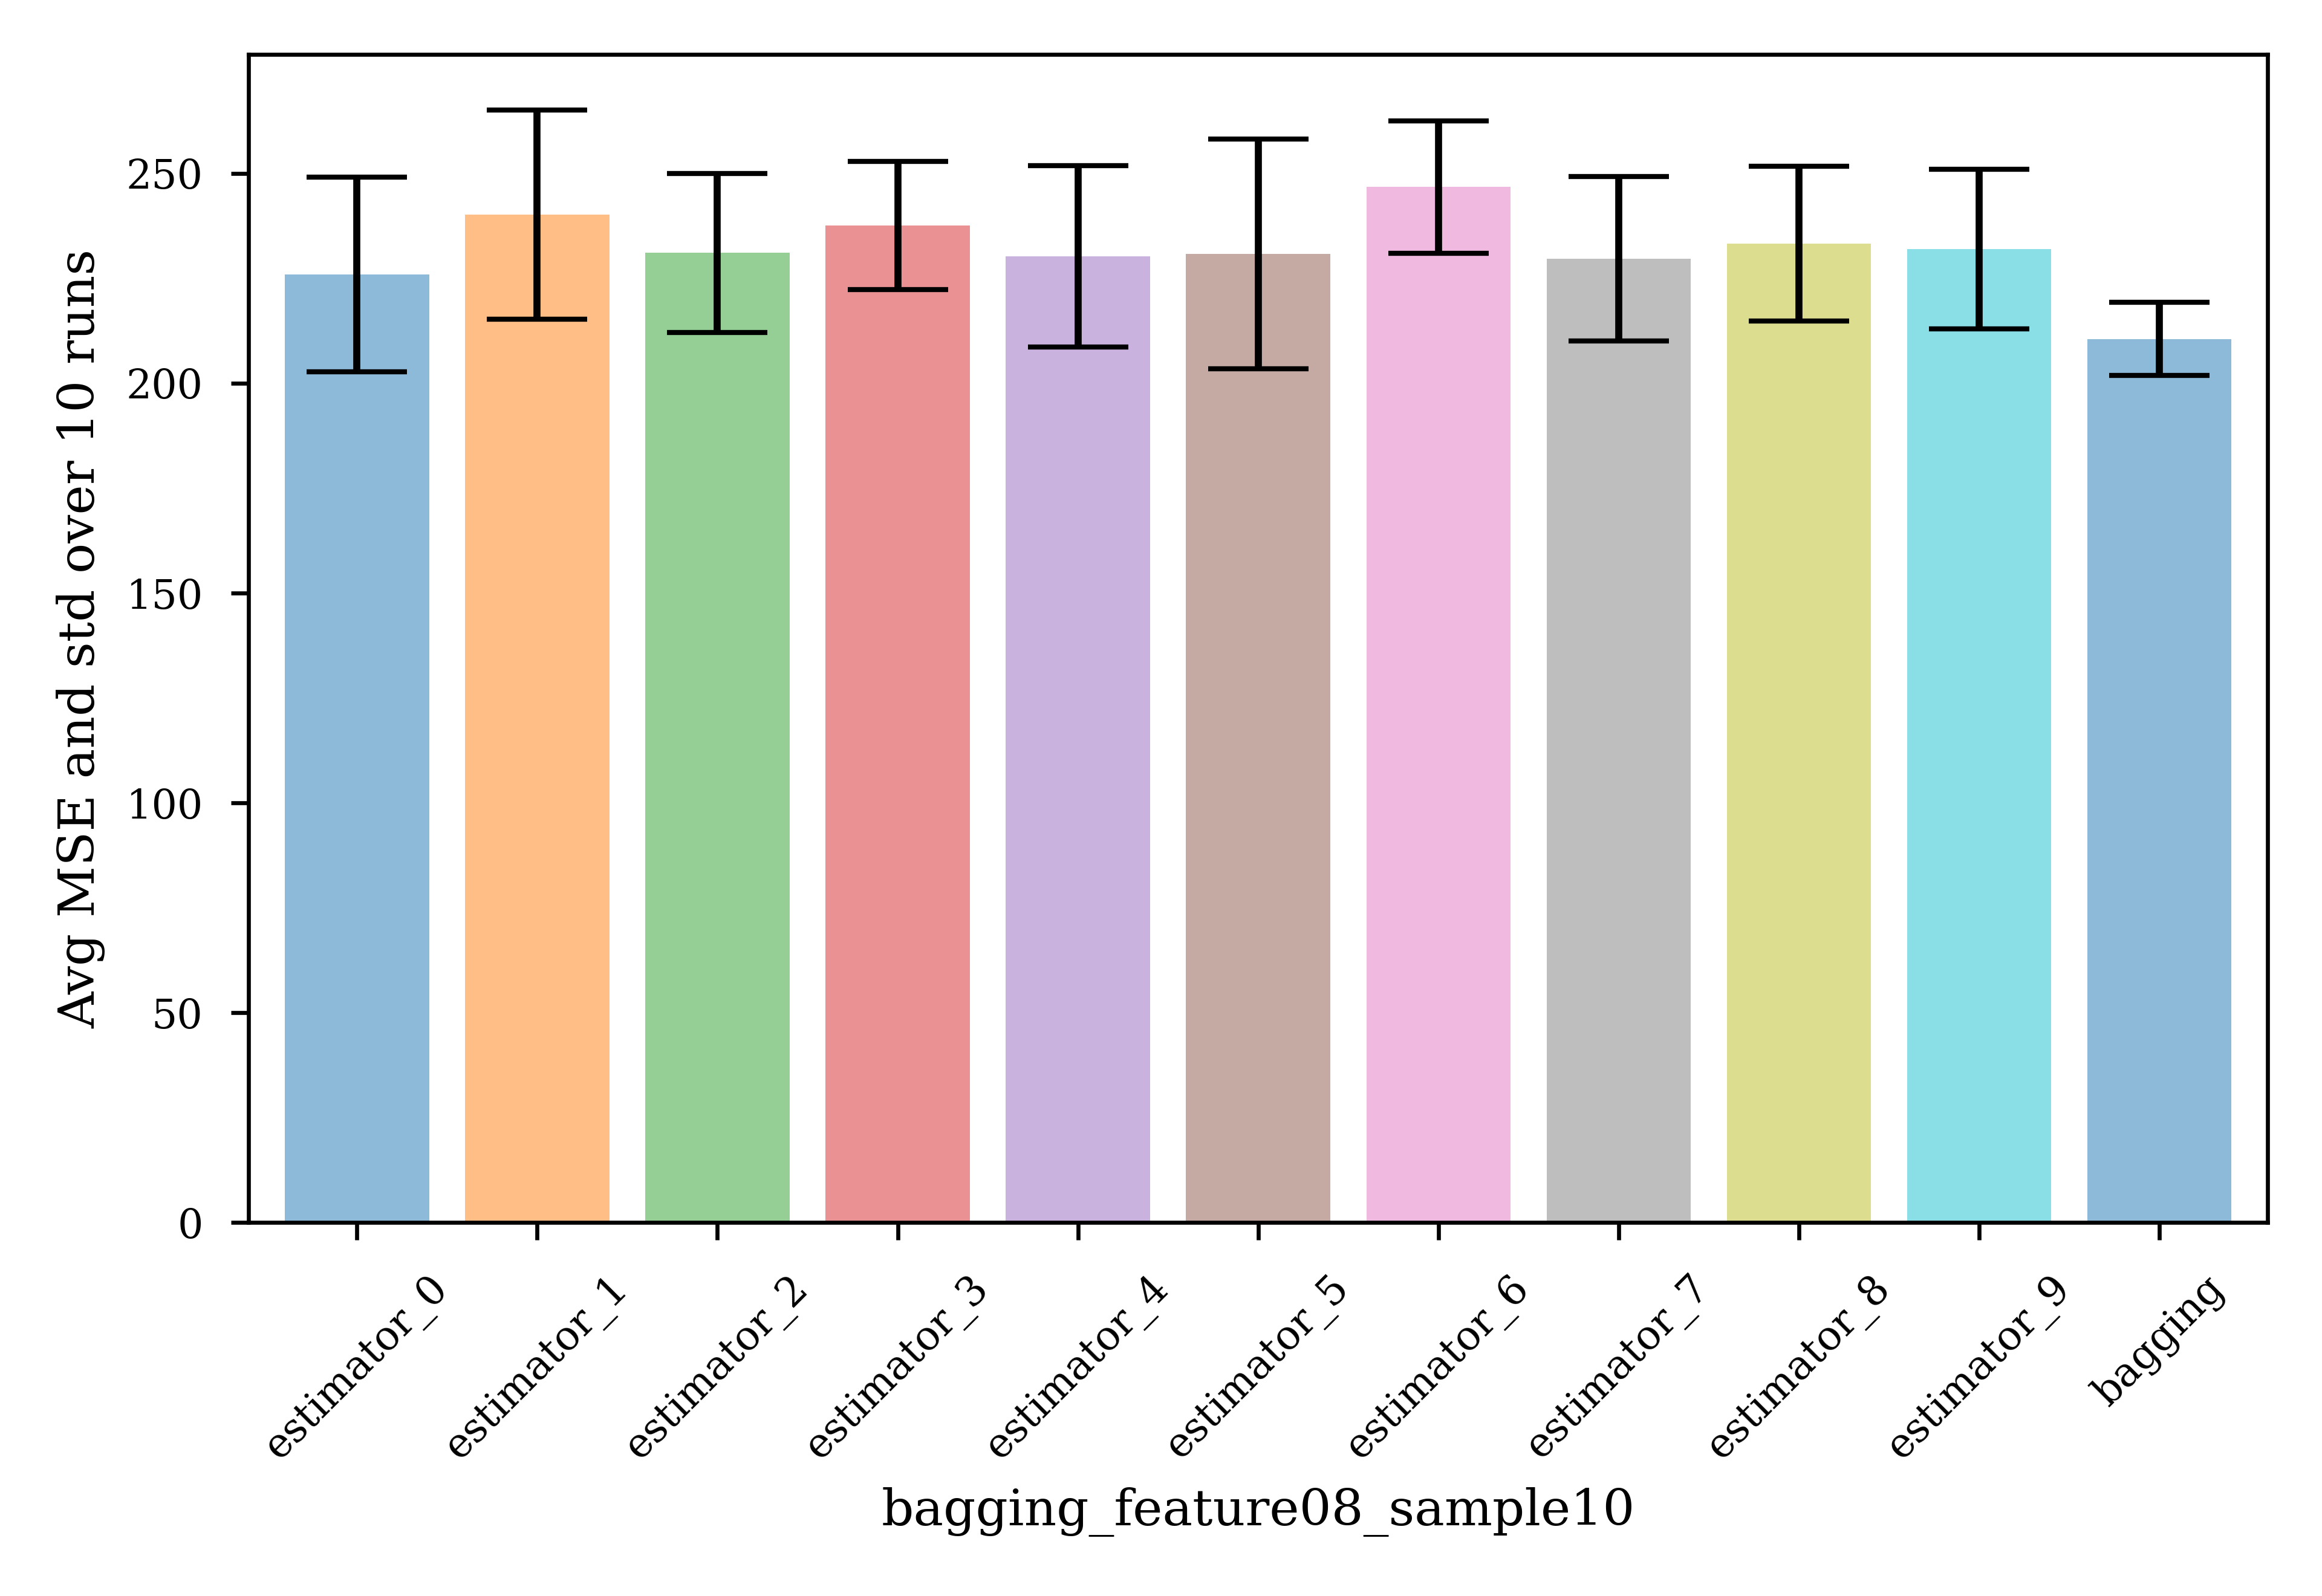 Avg MSE and std over 10 runs
250
200
150
100
50
0
estimator_0
estimator_1
estimator_2
estimator_3
estimator_4
estimator_5
estimator_6
estimator_7
estimator_8
estimator_9
bagging
bagging_feature08_sample10